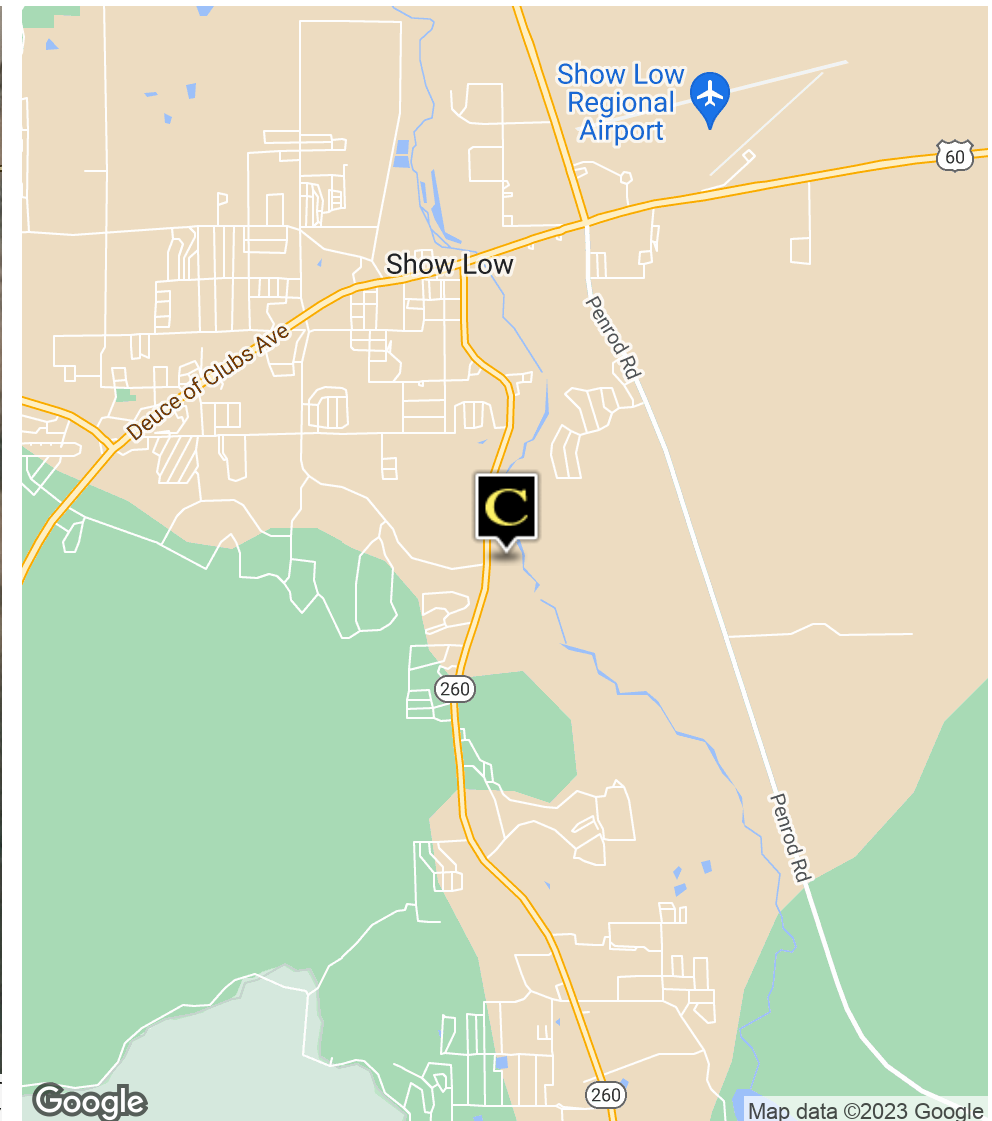 Show Low
Regional
Airport
60
Show Low
Penrod Rd
Deuce of Clubs Ave
C
260
Penrod Rd
260
Google
Map data ©2023 Google